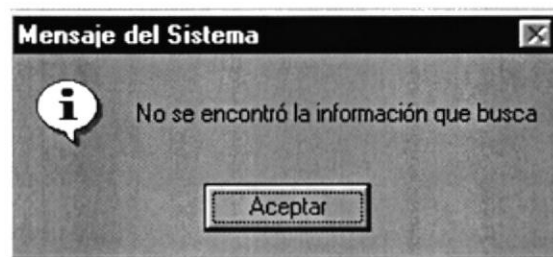 Mensaje del Sistema
No se encontró la información que busca
Aceptar